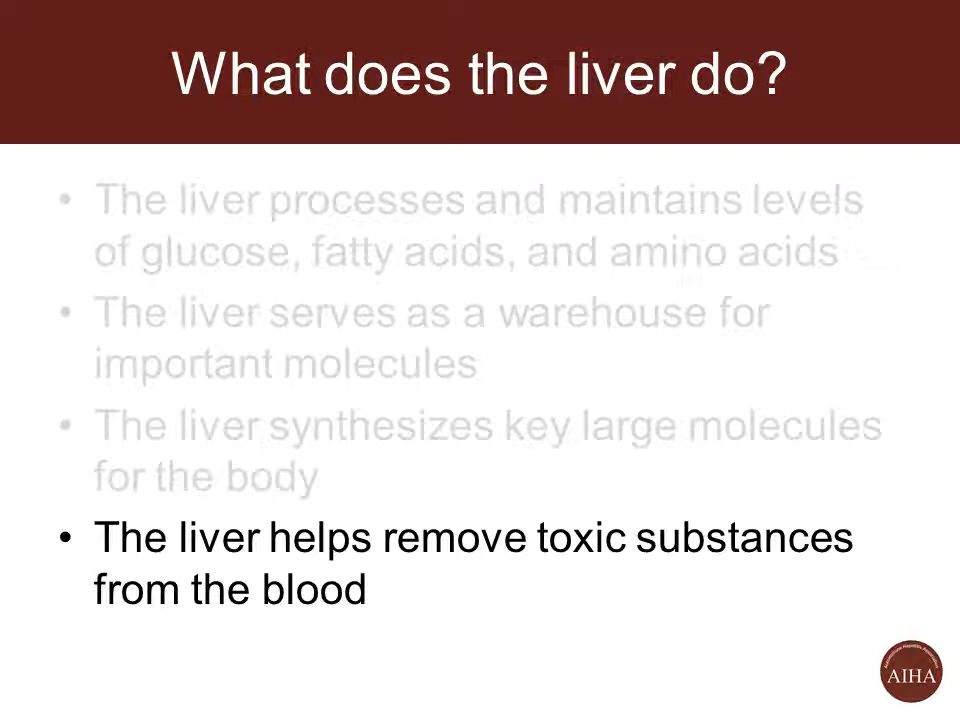 What does the liver do?
• The liver processes and maintains levels
of glucose, fatty acids, and amino acids
• The liver serves as a warehouse for
important molecules
• The liver synthesizes key large molecules
for the body
• The liver helps remove toxic substances
from the blood
AIHA